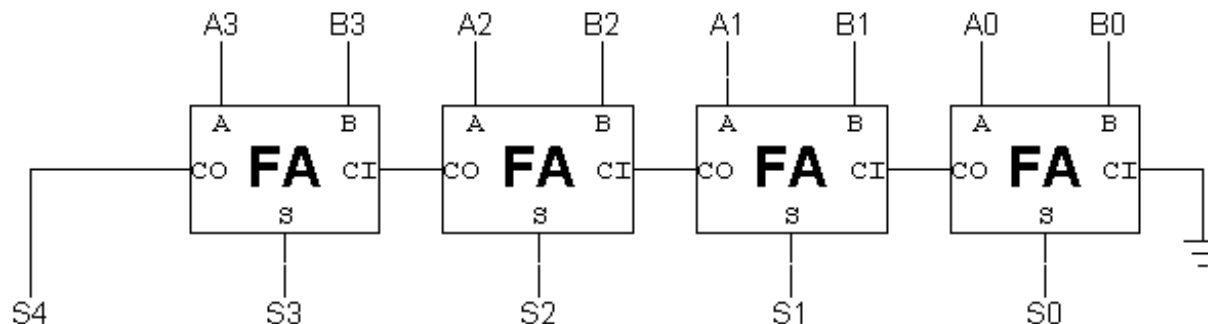 A3 B3 A2 B2 A1 B1 A0 B0
A B A B A B A B
CO FA CI CO FA CI CO FA CI CO FA CI
S S S S
S4 S3 S2 S1 S0